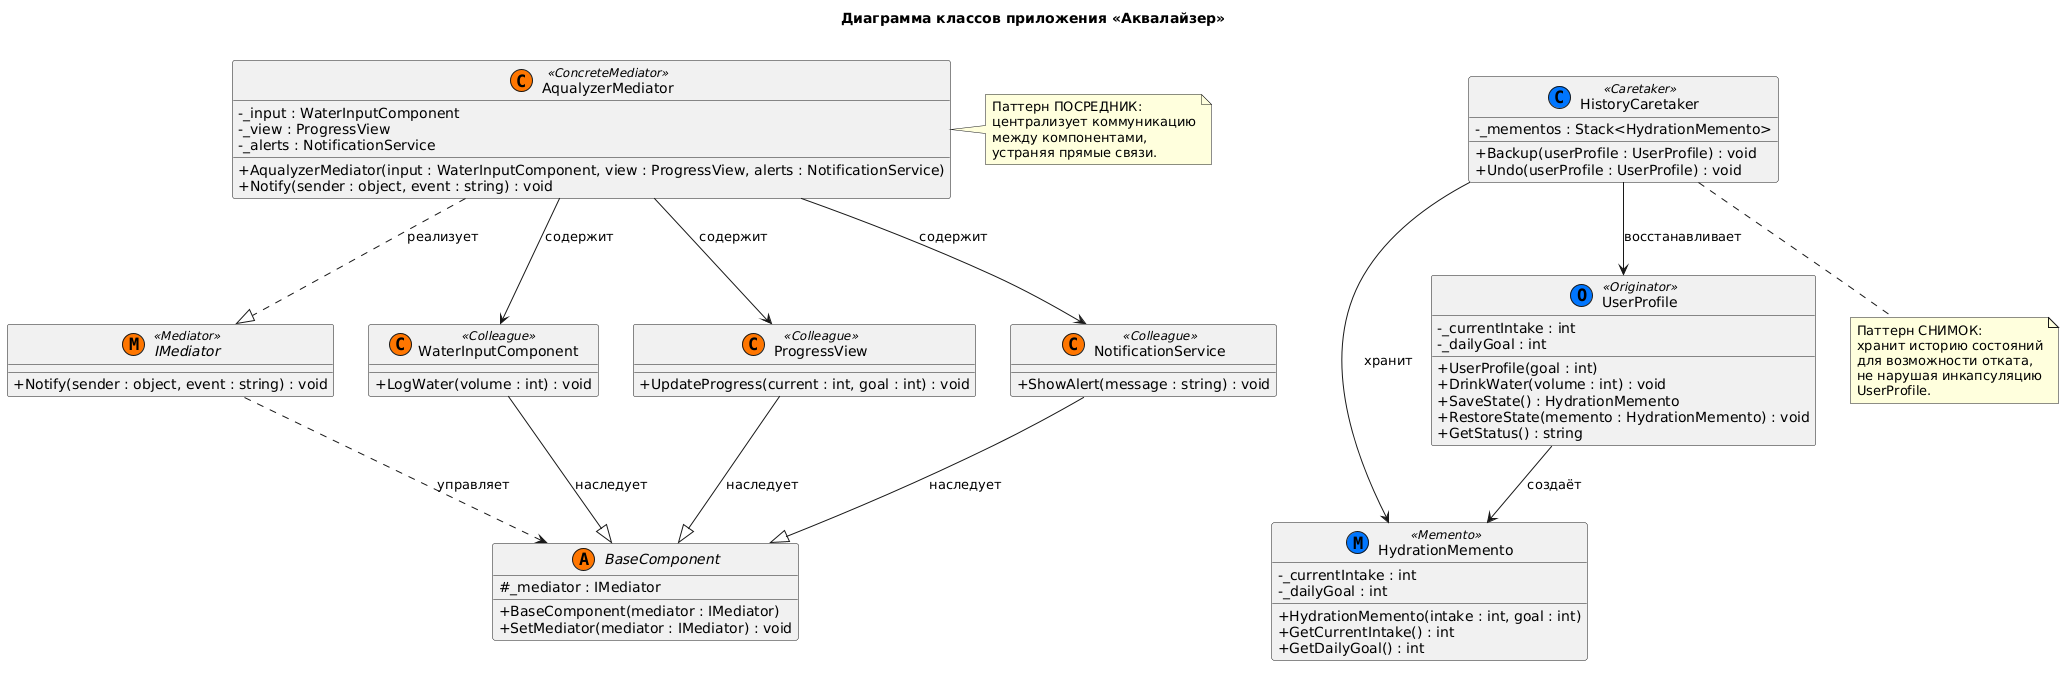 Диаграмма классов приложения «Аквалайзер»
C
«ConcreteMediator»
AqualyzerMediator
-_input : WaterInputComponent
-_view : ProgressView
-_alerts : NotificationService
+AqualyzerMediator(input : WaterInputComponent, view : ProgressView, alerts : NotificationService)
+Notify(sender : object, event : string) : void
Паттерн ПОСРЕДНИК:
централизует коммуникацию
между компонентами,
устраняя прямые связи.
C
«Caretaker»
HistoryCaretaker
-_mementos : Stack<HydrationMemento>
+Backup(userProfile : UserProfile) : void
+Undo(userProfile : UserProfile) : void
реализует
содержит
содержит
содержит
восстанавливает
M
«Mediator»
IMediator
+Notify(sender : object, event : string) : void
C
«Colleague»
WaterInputComponent
+LogWater(volume : int) : void
C
«Colleague»
ProgressView
+UpdateProgress(current : int, goal : int) : void
C
«Colleague»
NotificationService
+ShowAlert(message : string) : void
хранит
O
«Originator»
UserProfile
-_currentIntake : int
-_dailyGoal : int
+UserProfile(goal : int)
+DrinkWater(volume : int) : void
+SaveState() : HydrationMemento
+RestoreState(memento : HydrationMemento) : void
+GetStatus() : string
Паттерн СНИМОК:
хранит историю состояний
для возможности отката,
не нарушая инкапсуляцию
UserProfile.
управляет
наследует
наследует
наследует
создаёт
A
BaseComponent
#_mediator : IMediator
+BaseComponent(mediator : IMediator)
+SetMediator(mediator : IMediator) : void
M
«Memento»
HydrationMemento
-_currentIntake : int
-_dailyGoal : int
+HydrationMemento(intake : int, goal : int)
+GetCurrentIntake() : int
+GetDailyGoal() : int